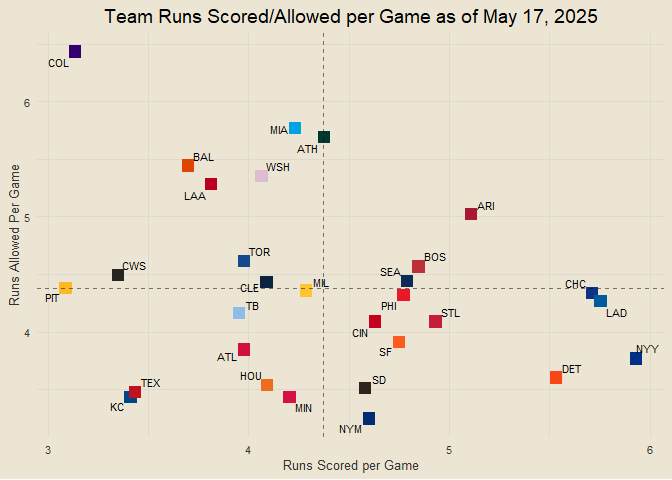 Team Runs Scored/Allowed per Game as of May 17, 2025
COL
6
MIA
ATH
BAL
WSH
LAA
ARI
5
TOR
BOS
CWS
SEA
CLE
MIL
CHC
PIT
PHI
LAD
TB
STL
4
CIN
SF
NYY
ATL
HOU
DET
TEX
SD
KC
MIN
NYM
3
4
5
6
Runs Scored per Game
Runs Allowed Per Game